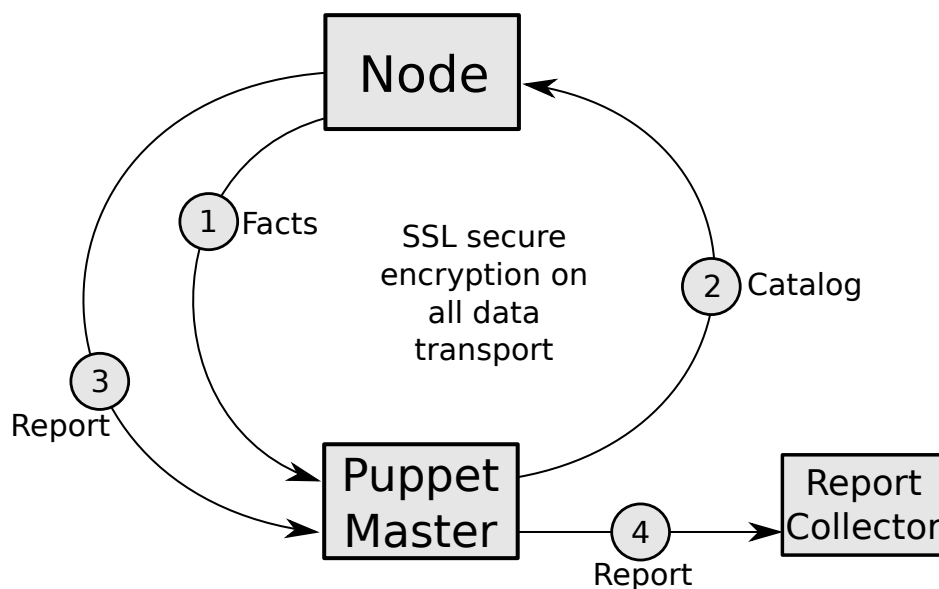 Node
1
Facts
SSL secure
encryption on
all data
transport
2
Catalog
3
Report
Puppet
Master
4
Report
Report
Collector